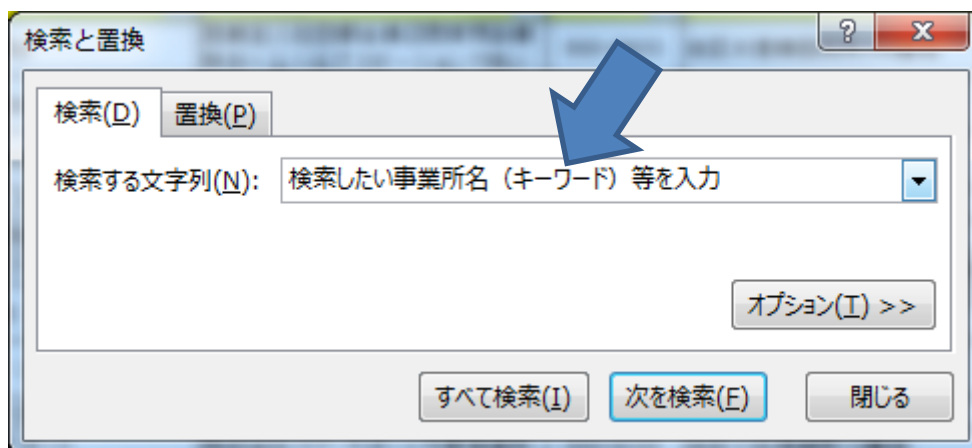 検索と置換
検索(D) 置換(P)
検索する文字列(N): 検索したい事業所名（キーワード）等を入力
オプション(T) >>
すべて検索(I) 次を検索(F) 閉じる